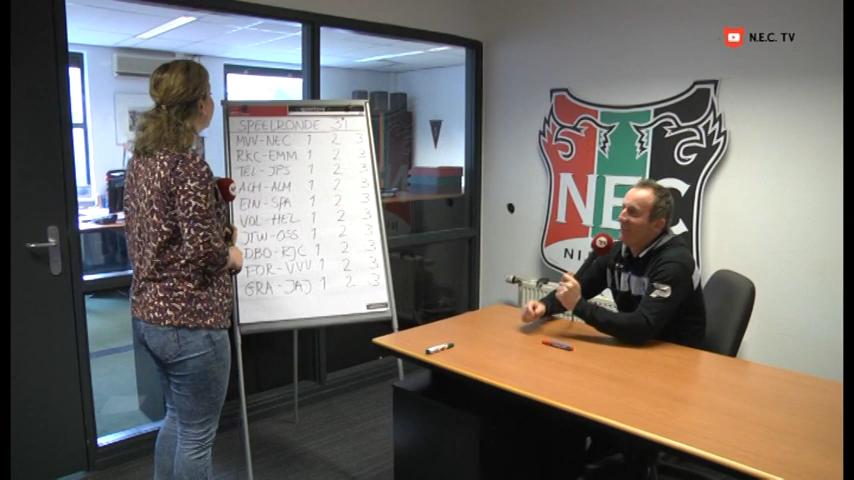 N.E.C. TV
SPEELRONDE 31
MVV-NEC 1 2 3
RKC-EMM 1 2 3
TEL-JPS 1 2 3
ACH-ALM 1 2 3
EIN-SPA 1 2 3
VOL-HEL 1 2 3
JTW-OSS 1 2 3
DBO-RJC 1 2 3
FOR-VVV 1 2 3
GRA-JAJ 1 2 3
NEC